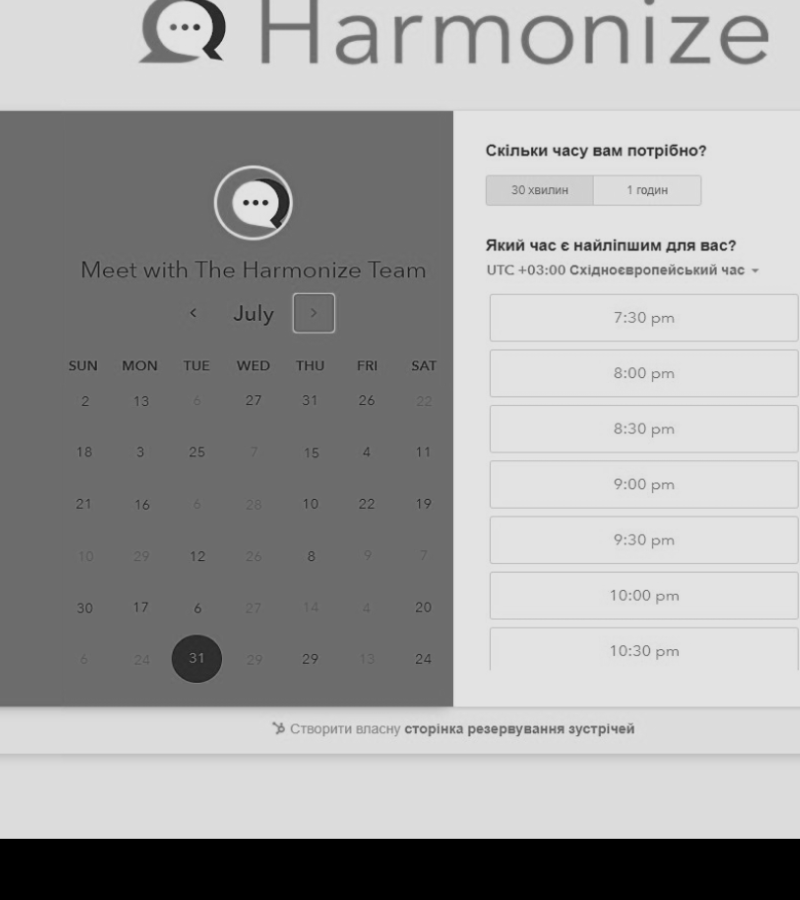 Harmonize
Meet with The Harmonize Team
July
SUN MON TUE WED THU FRI SAT
2 13 6 27 31 26 22
18 3 25 7 15 4 11
21 16 6 28 10 22 19
10 29 12 26 8 9 7
30 17 6 27 14 4 20
6 24 31 29 29 13 24
Скільки часу вам потрібно?
30 хвилин 1 годин
Який час є найліпшим для вас?
UTC +03:00 Східноєвропейський час
7:30 pm
8:00 pm
8:30 pm
9:00 pm
9:30 pm
10:00 pm
10:30 pm
Створити власну сторінка резервування зустрічей